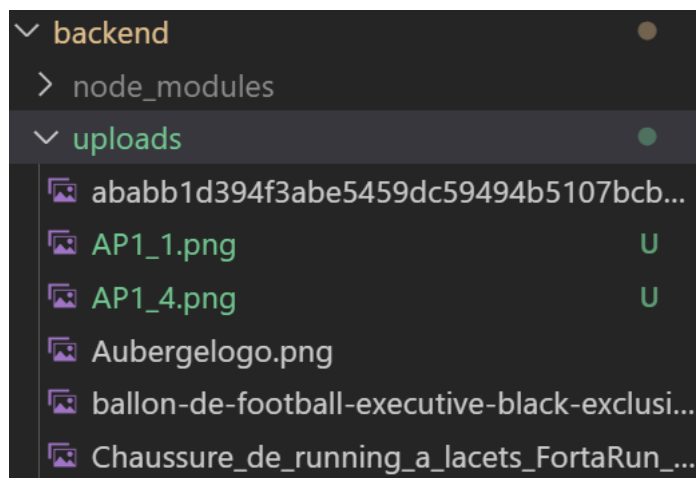 backend
node_modules
uploads
ababb1d394f3abe5459dc59494b5107bcb...
AP1_1.png U
AP1_4.png U
Aubergelogo.png
ballon-de-football-executive-black-exclusi...
Chaussure_de_running_a_lacets_FortaRun_...